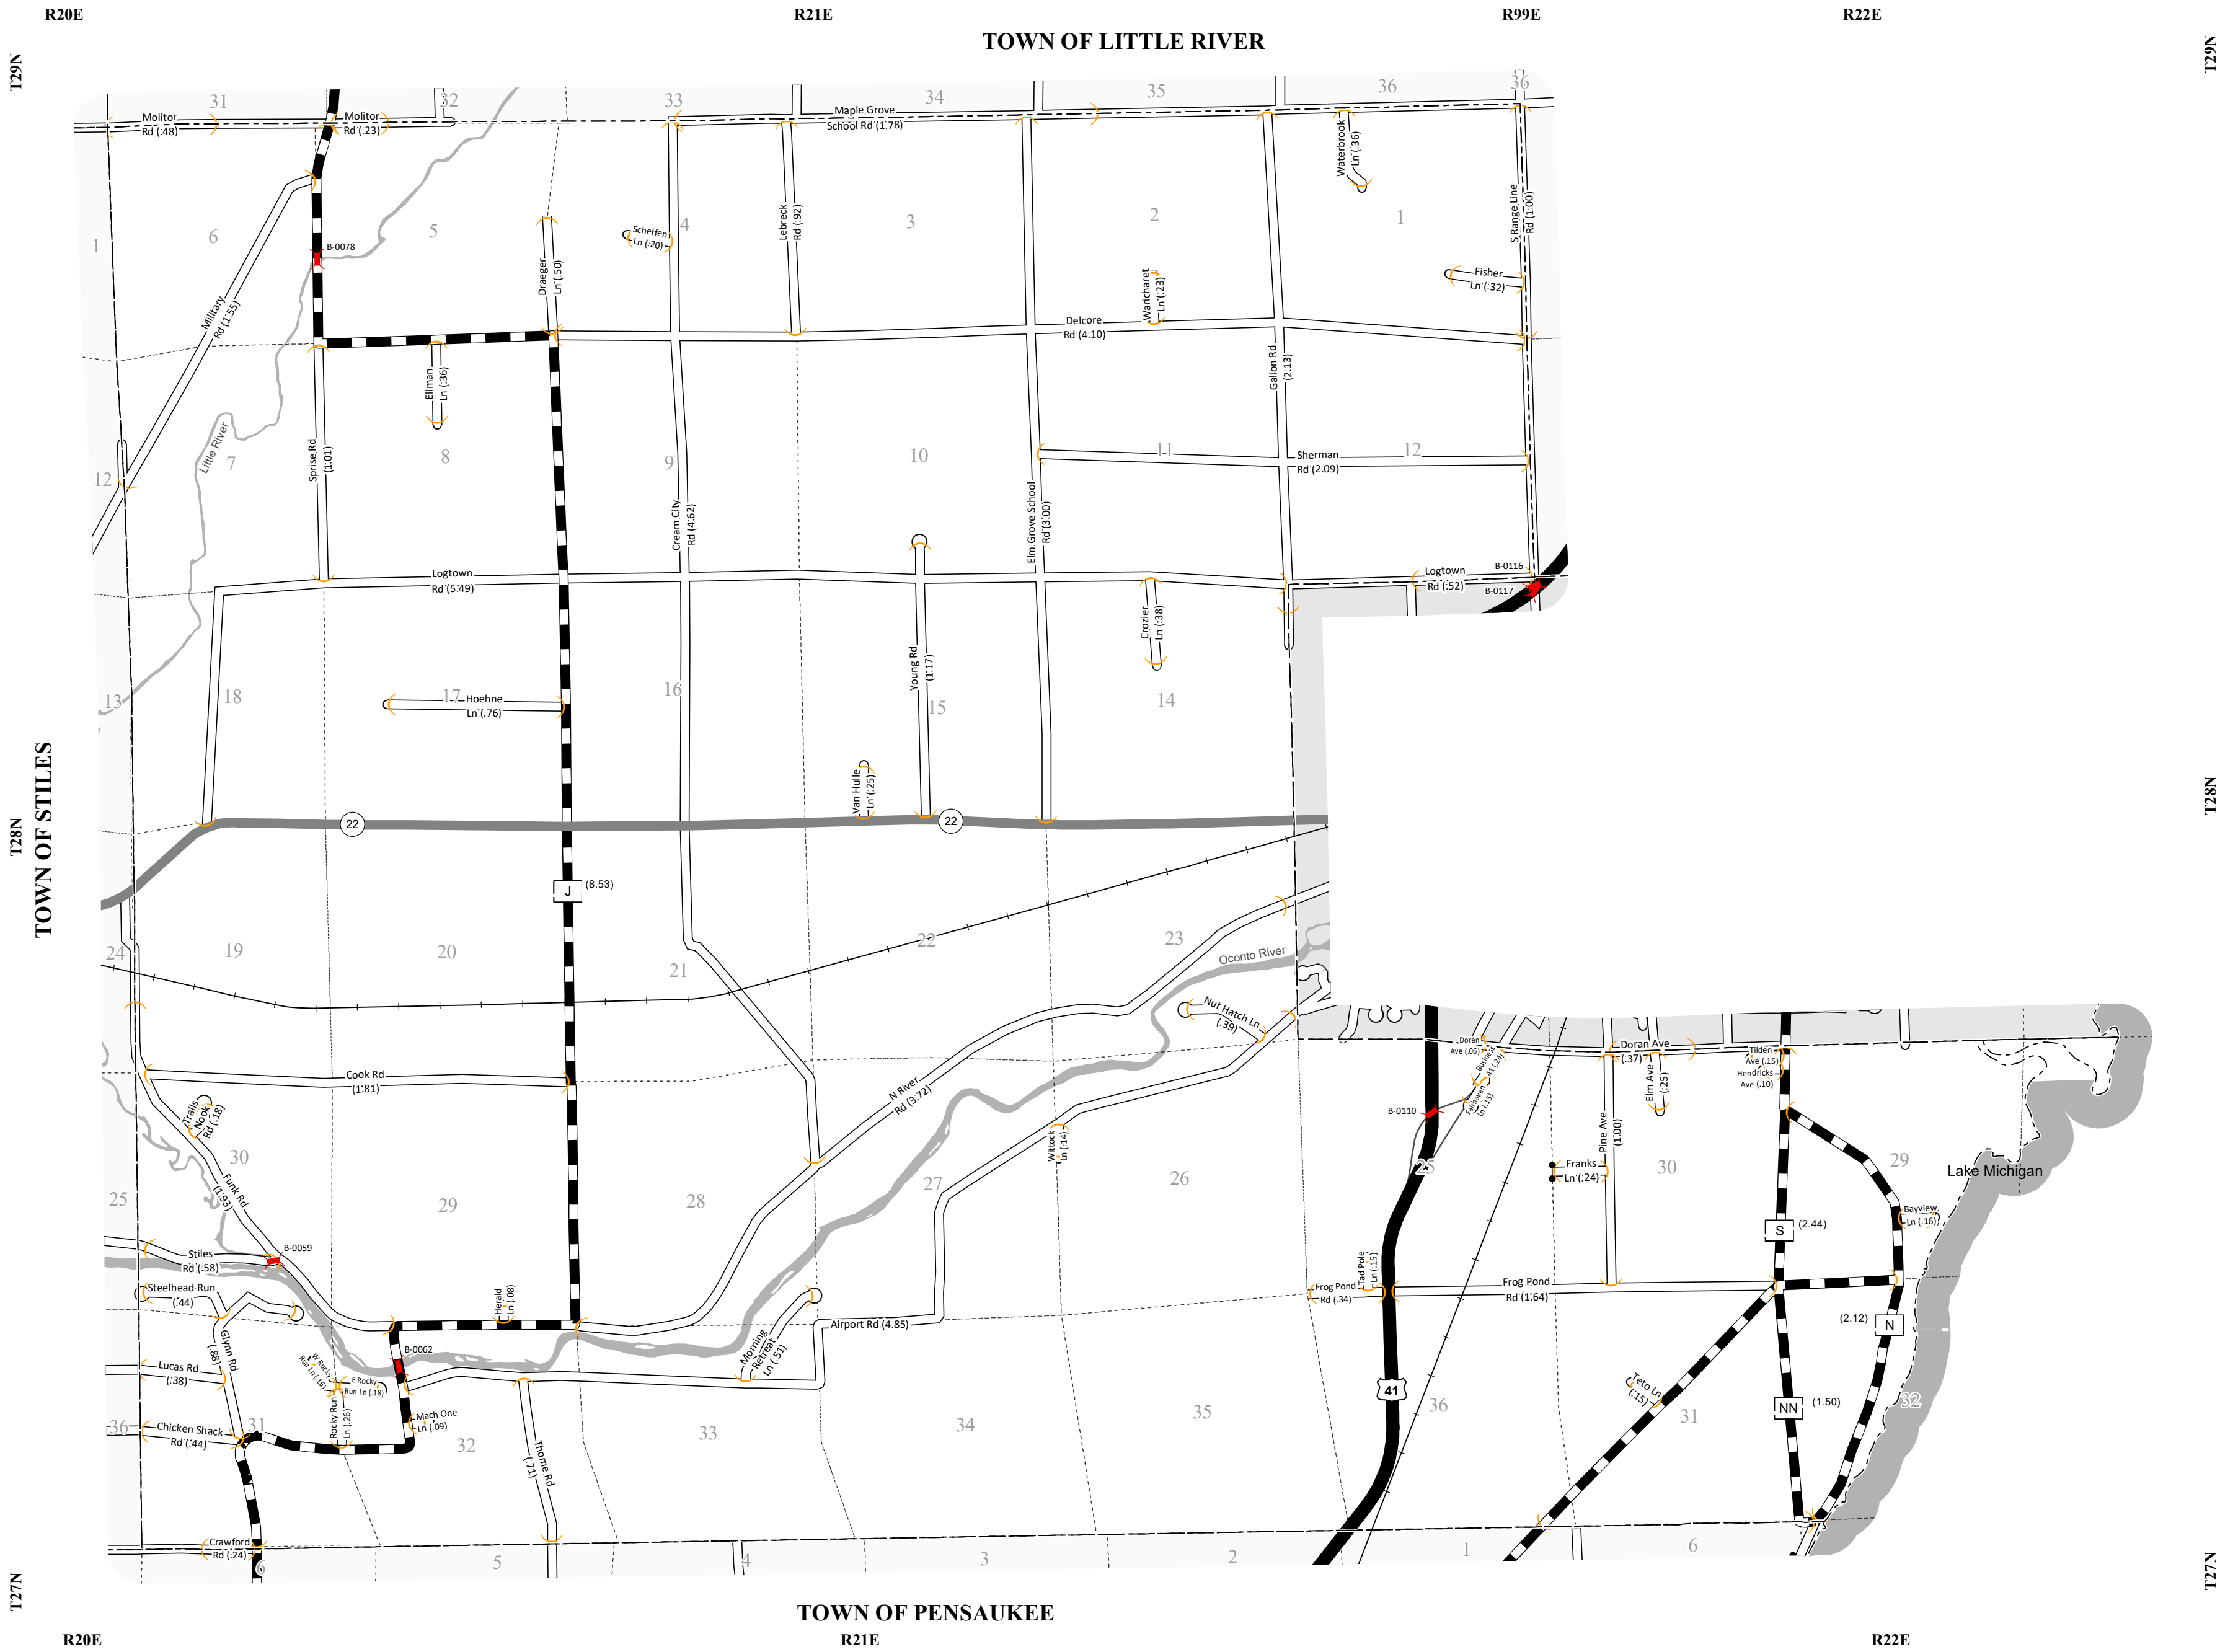 R20E
R21E
R99E
R22E
TOWN OF LITTLE RIVER
T29N
T29N
31
32
33
34
35
36
36
Molitor
Rd (.48)
Molitor
Rd (.23)
Maple Grove
School Rd (1.78)
Waterbrook
Ln (.36)
S Range Line
Rd (1.00)
1
6
5
4
3
2
1
B-0078
Scheffen
Ln (.20)
Lebreck
Rd (.92)
Draeger
Ln (.50)
Waricharet
Ln (.23)
Fisher
Ln (.32)
Military
Rd (1.55)
Delcore
Rd (4.10)
Gallon Rd
(2.13)
Ellman
Ln (.36)
Little River
Sprise Rd
(1.01)
12
7
8
9
10
11
12
Sherman
Rd (2.09)
Cream City
Rd (4.62)
Elm Grove School
Rd (3.00)
Logtown
Rd (5.49)
Logtown
Rd (.52)
B-0116
B-0117
Crozier
Ln (.38)
Young Rd
(1.17)
13
18
17
16
15
14
Hoehne
Ln (.76)
Van Hulle
Ln (.25)
22
22
TOWN OF STILES
T28N
T28N
J
(8.53)
24
19
20
21
22
23
Oconto River
Nut Hatch Ln
(.39)
Cook Rd
(1.81)
N River
Rd (3.72)
Trails
Nook
Rd (.18)
Doran
Ave (.06)
Business
41 (.24)
Fairhaven
Ln (.15)
Doran Ave
(.37)
Elm Ave
(.25)
Tilden
Ave (.15)
Hendricks
Ave (.10)
B-0110
Pine Ave
(1.00)
Wittock
Ln (.14)
25
30
29
28
27
26
25
30
29
Franks
Ln (.24)
Lake Michigan
Funk Rd
(1.93)
Bayview
Ln (.16)
S
(2.44)
B-0059
Stiles
Rd (.58)
Steelhead Run
(.44)
Herald
Ln (.08)
Tad Pole
Ln (.15)
Frog Pond
Rd (.34)
Frog Pond
Rd (1.64)
Airport Rd (4.85)
Morning
Retreat
Ln (.51)
(2.12)
N
Glynn Rd
(.88)
B-0062
Lucas Rd
(.38)
W Rocky
Run Ln (.16)
E Rocky
Run Ln (.18)
Rocky Run
Ln (.26)
Mach One
Ln (.09)
41
Teto Ln
(.15)
NN
(1.50)
36
31
32
33
34
35
36
31
32
Chicken Shack
Rd (.44)
Thome Rd
(.71)
Crawford
Rd (.24)
6
5
4
3
2
1
6
T27N
T27N
TOWN OF PENSAUKEE
R20E
R21E
R22E